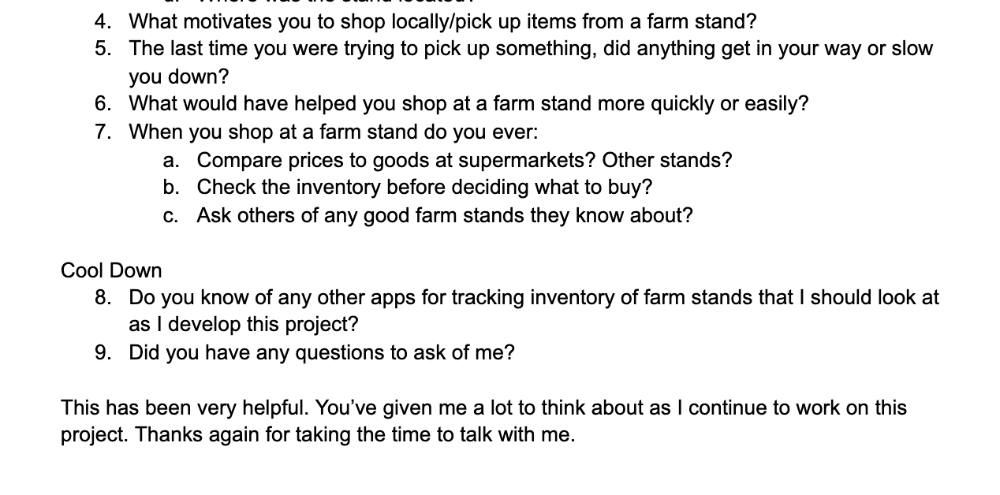 4. What motivates you to shop locally/pick up items from a farm stand?
5. The last time you were trying to pick up something, did anything get in your way or slow
you down?
6. What would have helped you shop at a farm stand more quickly or easily?
7. When you shop at a farm stand do you ever:
a. Compare prices to goods at supermarkets? Other stands?
b. Check the inventory before deciding what to buy?
c. Ask others of any good farm stands they know about?
Cool Down
8. Do you know of any other apps for tracking inventory of farm stands that I should look at
as I develop this project?
9. Did you have any questions to ask of me?
This has been very helpful. You’ve given me a lot to think about as I continue to work on this
project. Thanks again for taking the time to talk with me.